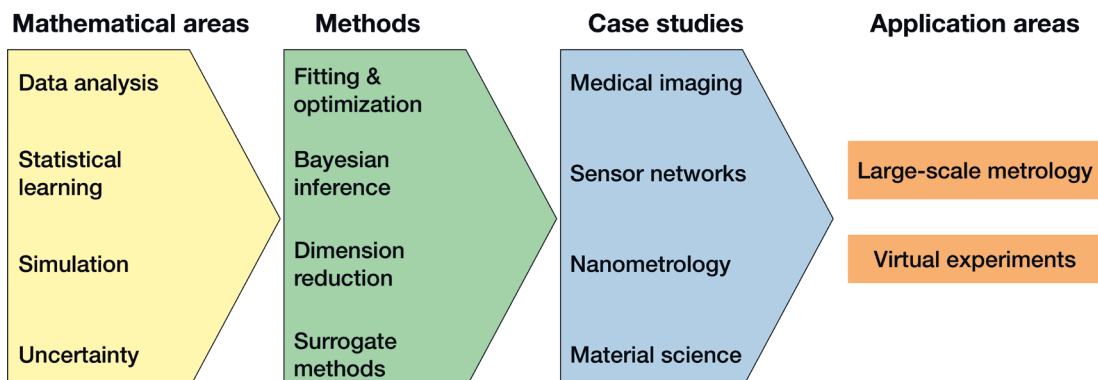 Mathematical areas
Data analysis
Statistical
learning
Simulation
Uncertainty
Methods
Fitting &
optimization
Bayesian
inference
Dimension
reduction
Surrogate
methods
Case studies
Medical imaging
Sensor networks
Nanometrology
Material science
Application areas
Large-scale metrology
Virtual experiments